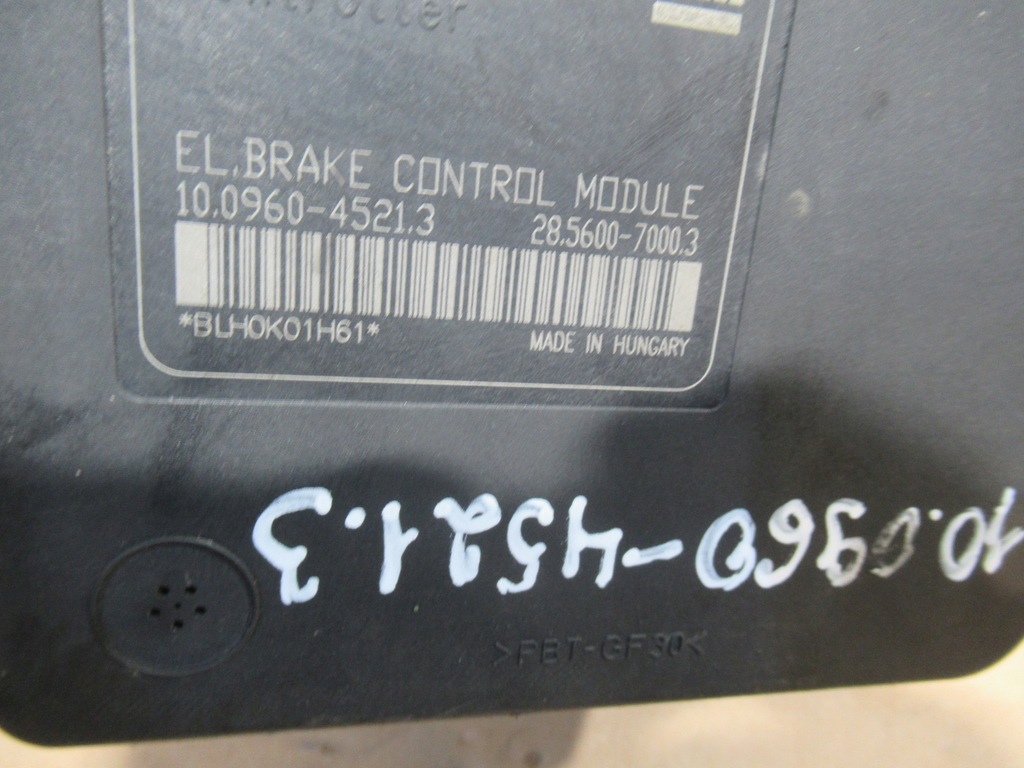 Controller
EL.BRAKE CONTROL MODULE
10.0960-4521.3 28.5600-7000.3
*BLH0K01H61*
MADE IN HUNGARY
10.0960-4521.3
>PBT-GF30<